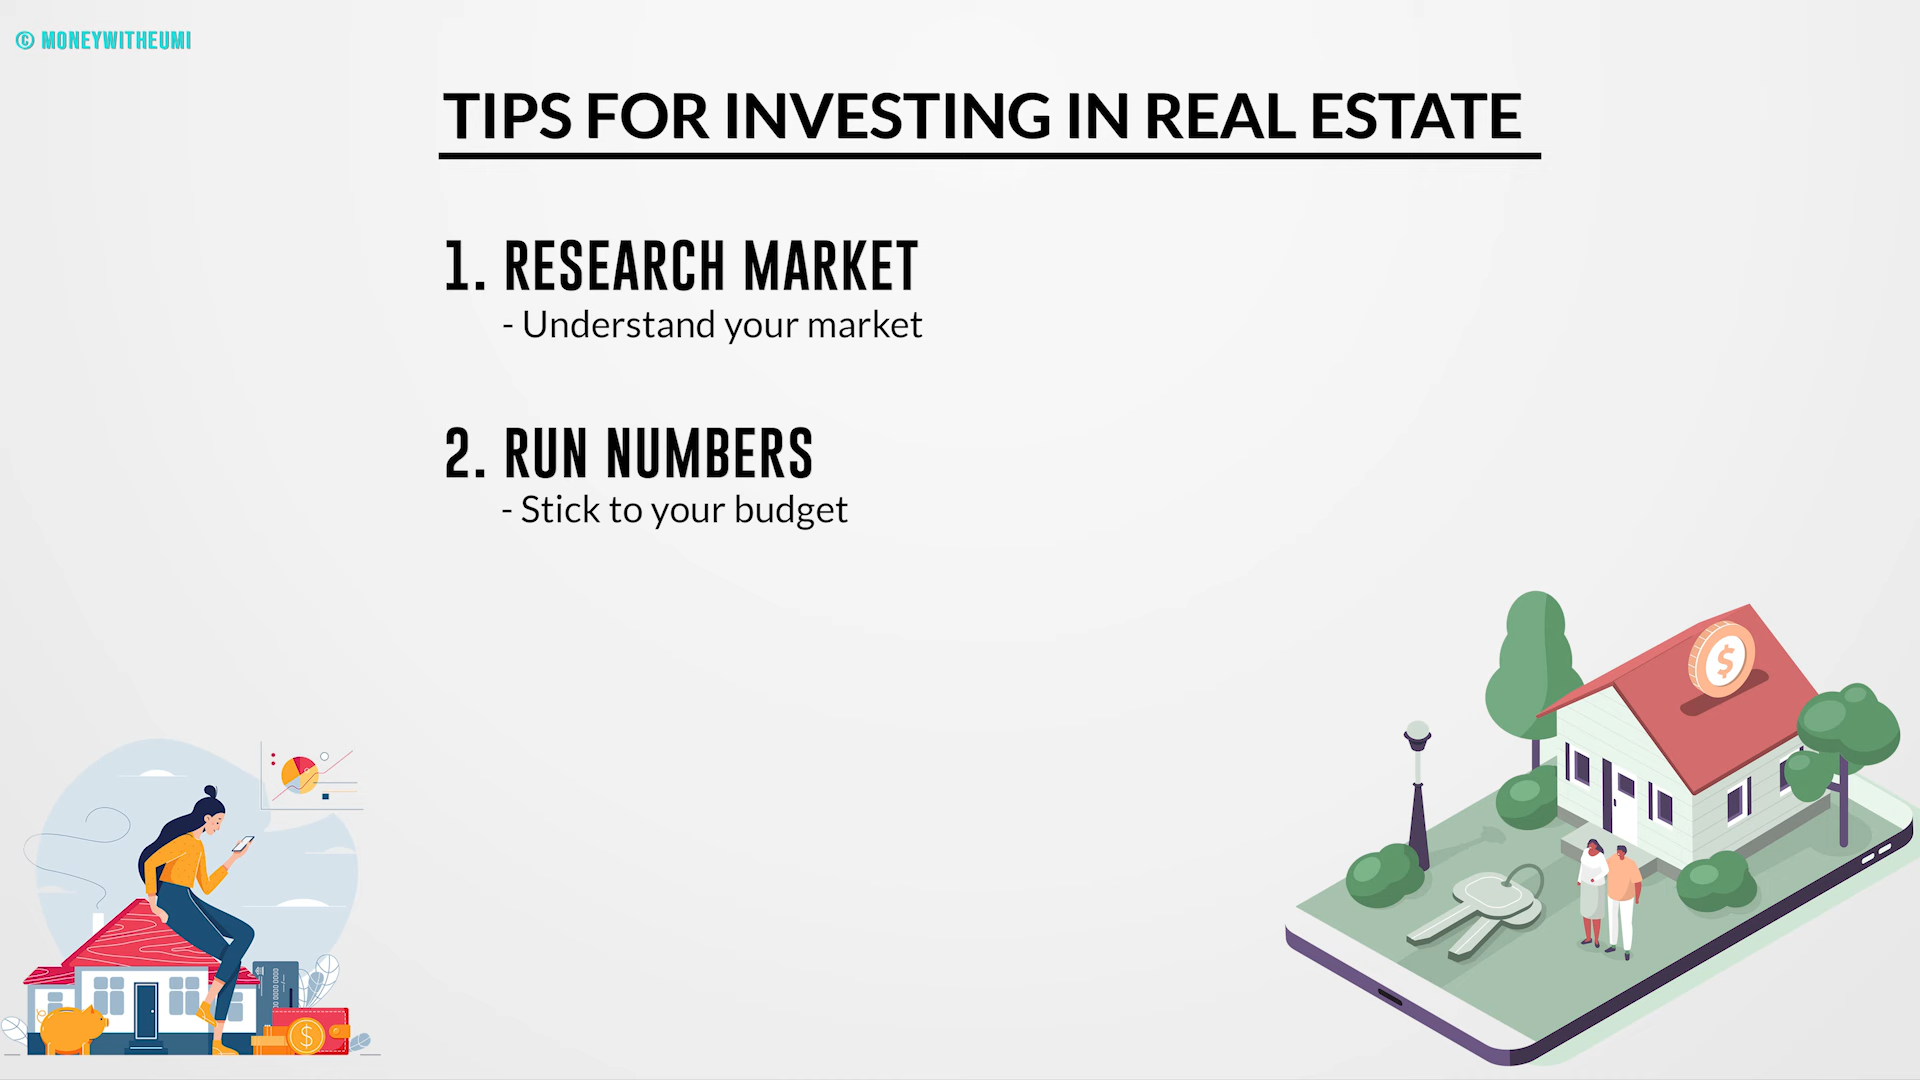 © MONEYWITHEUMI
TIPS FOR INVESTING IN REAL ESTATE
1. RESEARCH MARKET
- Understand your market
2. RUN NUMBERS
- Stick to your budget
$
$